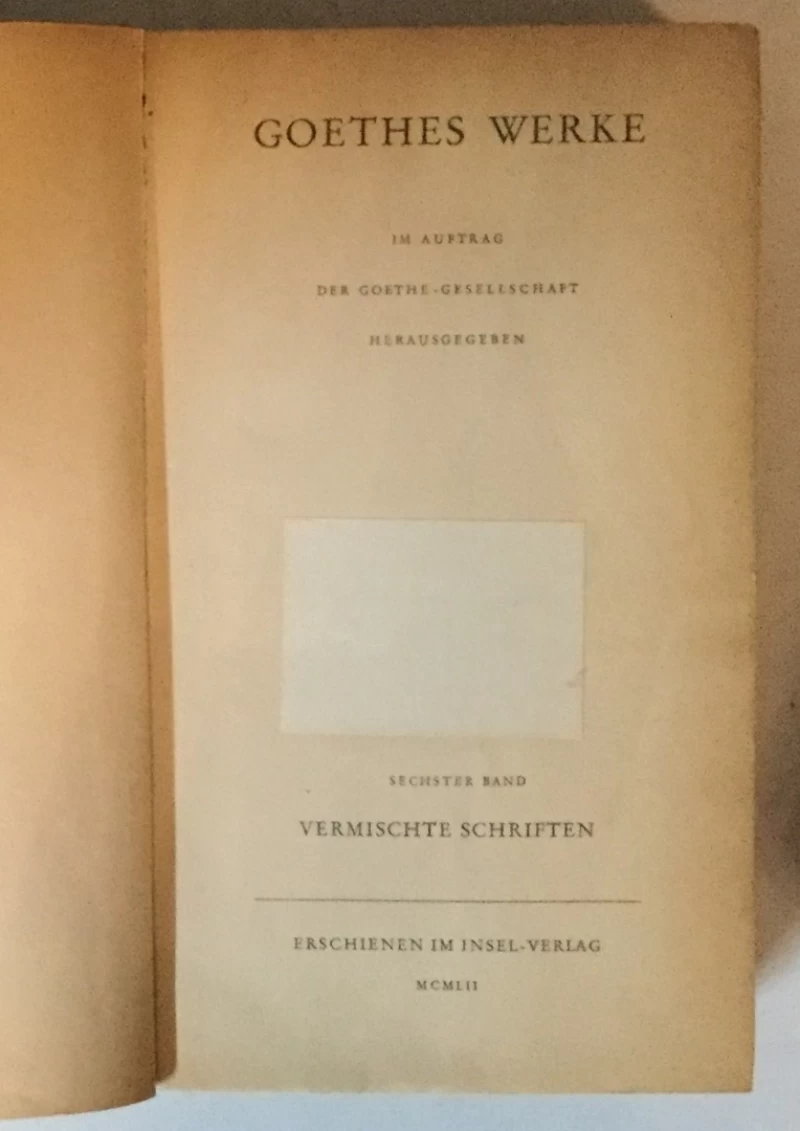 GOETHES WERKE
IM AUFTRAG
DER GOETHE-GESELLSCHAFT
HERAUSGEGEBEN
SECHSTER BAND
VERMISCHTE SCHRIFTEN
ERSCHIENEN IM INSEL-VERLAG
MCMLII